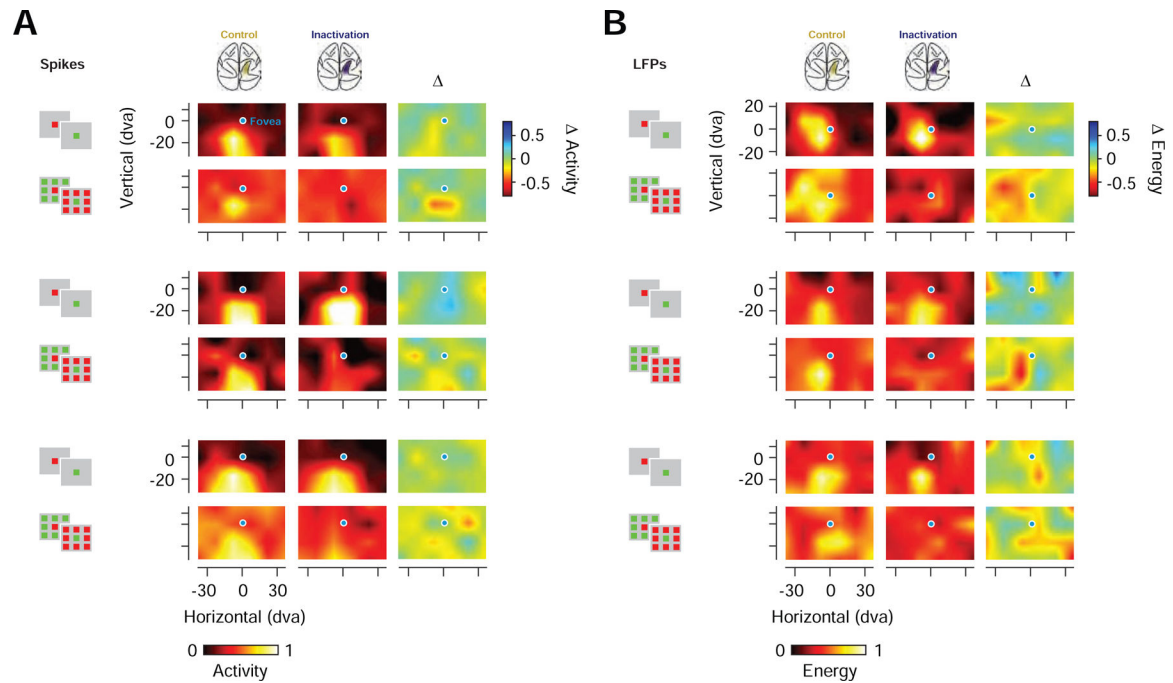 A
Control
Inactivation
Spikes
Δ
Fovea
Vertical (dva)
0
-20
0.5
0
-0.5
Δ Activity
0
-20
0
-20
-30 0 30
Horizontal (dva)
0 1
Activity
B
Control
Inactivation
LFPs
Δ
Vertical (dva)
20
0
-20
0.5
0
-0.5
Δ Energy
0
-20
0
-20
-30 0 30
Horizontal (dva)
0 1
Energy